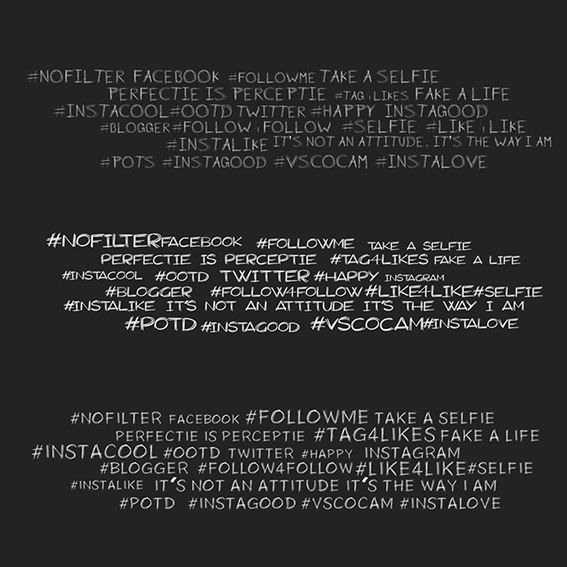 #NOFILTER FACEBOOK #FOLLOWME TAKE A SELFIE
PERFECTIE IS PERCEPTIE #TAG4LIKES FAKE A LIFE
#INSTACOOL#OOTD TWITTER #HAPPY INSTAGOOD
#BLOGGER#FOLLOW4FOLLOW #SELFIE #LIKE4LIKE
#INSTALIKE IT'S NOT AN ATTITUDE. IT'S THE WAY I AM
#POTS #INSTAGOOD #VSCOCAM #INSTALOVE
#NOFILTERFACEBOOK #FOLLOWME TAKE A SELFIE
PERFECTIE IS PERCEPTIE #TAG4LIKES FAKE A LIFE
#INSTACOOL #OOTD TWITTER #HAPPY INSTAGRAM
#BLOGGER #FOLLOW4FOLLOW #LIKE4LIKE#SELFIE
#INSTALIKE IT'S NOT AN ATTITUDE IT'S THE WAY I AM
#POTD #INSTAGOOD #VSCOCAM#INSTALOVE
#NOFILTER FACEBOOK #FOLLOWME TAKE A SELFIE
PERFECTIE IS PERCEPTIE #TAG4LIKES FAKE A LIFE
#INSTACOOL #OOTD TWITTER #HAPPY INSTAGRAM
#BLOGGER #FOLLOW4FOLLOW #LIKE4LIKE#SELFIE
#INSTALIKE IT'S NOT AN ATTITUDE IT'S THE WAY I AM
#POTD #INSTAGOOD #VSCOCAM #INSTALOVE